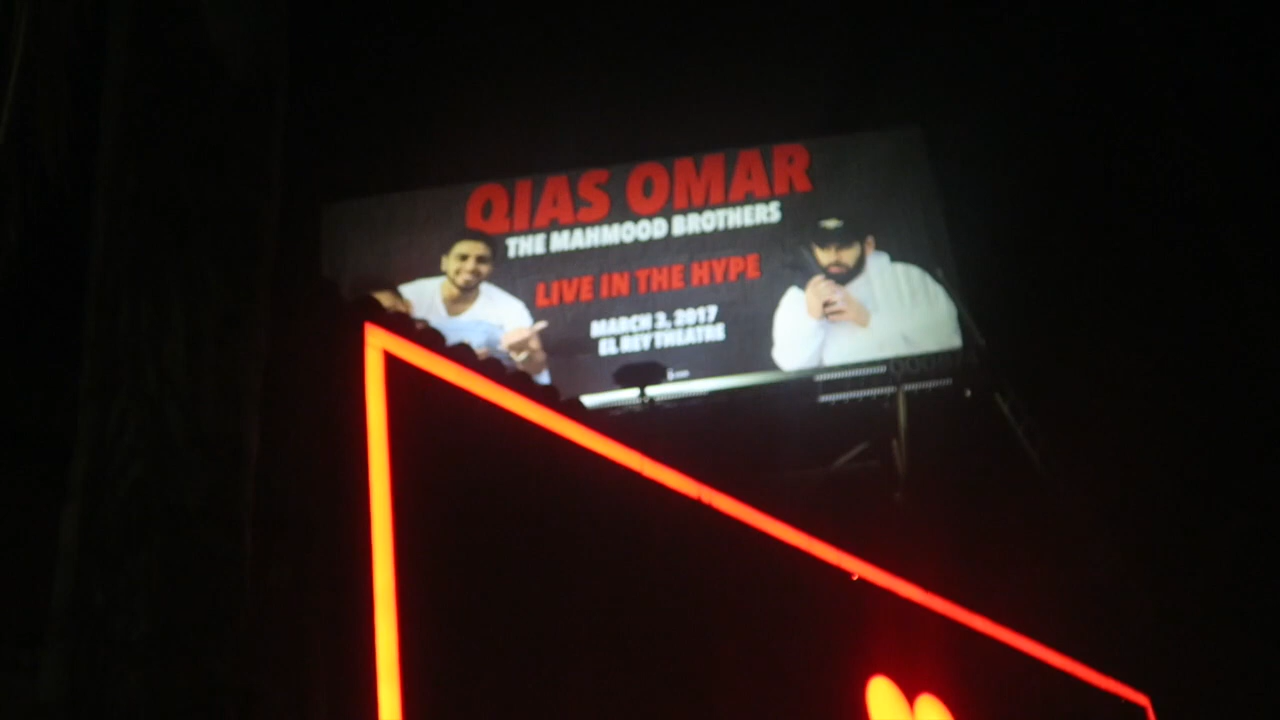 QIAS OMAR
THE MAHMOOD BROTHERS
LIVE IN THE HYPE
MARCH 3, 2017
EL REY THEATRE